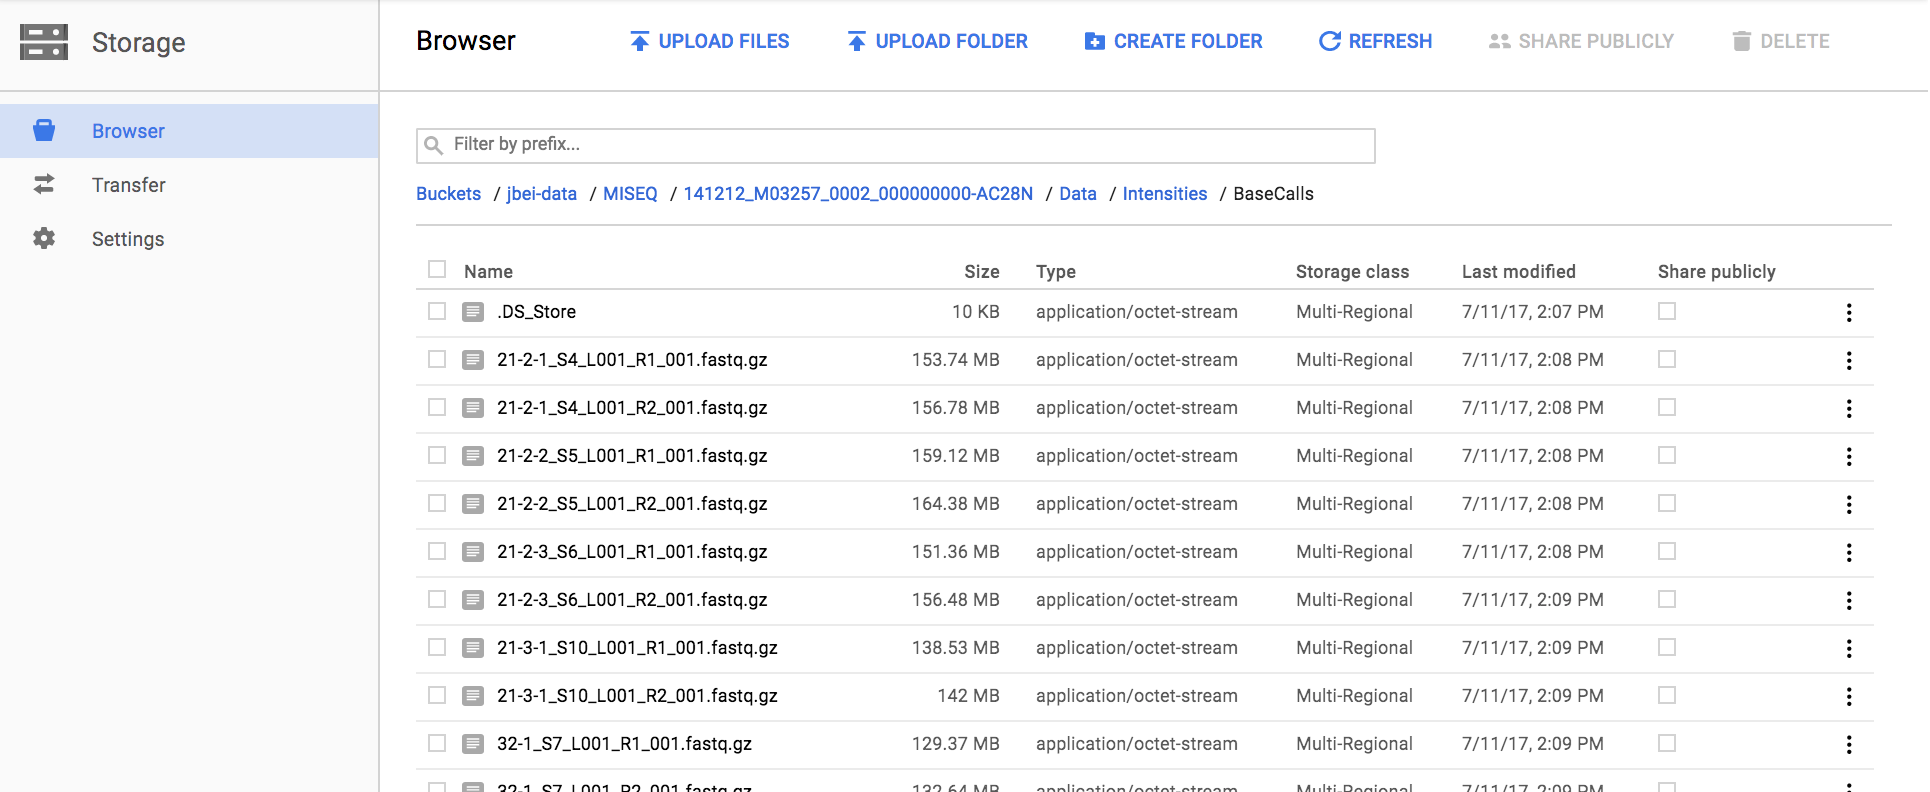 Storage
Browser UPLOAD FILES UPLOAD FOLDER CREATE FOLDER REFRESH SHARE PUBLICLY DELETE
Browser
Transfer
Settings
Filter by prefix...
Buckets / jbei-data / MISEQ / 141212_M03257_0002_000000000-AC28N / Data / Intensities / BaseCalls
Name Size Type Storage class Last modified Share publicly
.DS_Store 10 KB application/octet-stream Multi-Regional 7/11/17, 2:07 PM
21-2-1_S4_L001_R1_001.fastq.gz 153.74 MB application/octet-stream Multi-Regional 7/11/17, 2:08 PM
21-2-1_S4_L001_R2_001.fastq.gz 156.78 MB application/octet-stream Multi-Regional 7/11/17, 2:08 PM
21-2-2_S5_L001_R1_001.fastq.gz 159.12 MB application/octet-stream Multi-Regional 7/11/17, 2:08 PM
21-2-2_S5_L001_R2_001.fastq.gz 164.38 MB application/octet-stream Multi-Regional 7/11/17, 2:08 PM
21-2-3_S6_L001_R1_001.fastq.gz 151.36 MB application/octet-stream Multi-Regional 7/11/17, 2:08 PM
21-2-3_S6_L001_R2_001.fastq.gz 156.48 MB application/octet-stream Multi-Regional 7/11/17, 2:09 PM
21-3-1_S10_L001_R1_001.fastq.gz 138.53 MB application/octet-stream Multi-Regional 7/11/17, 2:09 PM
21-3-1_S10_L001_R2_001.fastq.gz 142 MB application/octet-stream Multi-Regional 7/11/17, 2:09 PM
32-1_S7_L001_R1_001.fastq.gz 129.37 MB application/octet-stream Multi-Regional 7/11/17, 2:09 PM
32-1_S7_L001_R2_001.fastq.gz 132.64 MB application/octet-stream Multi-Regional 7/11/17, 2:09 PM